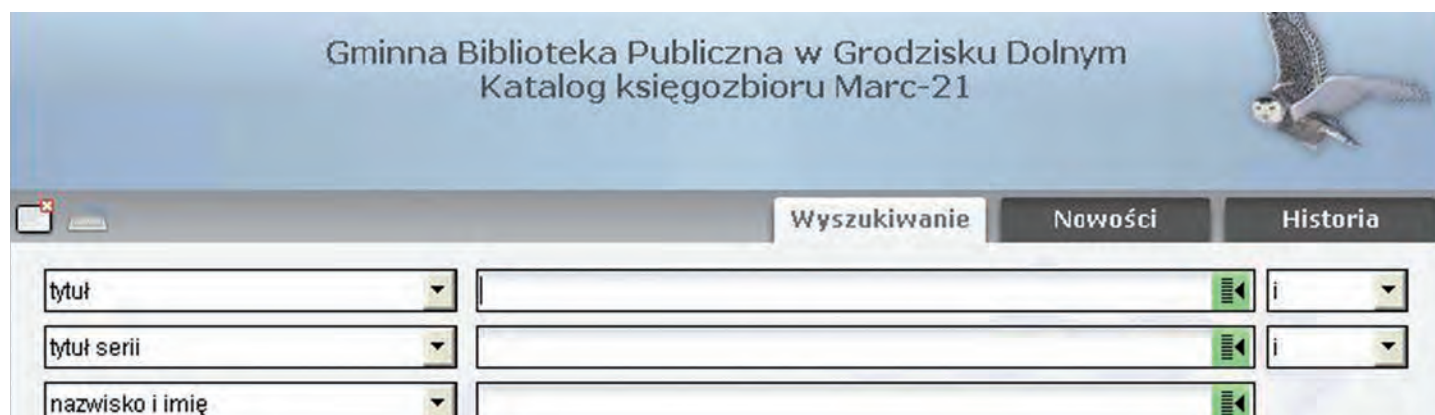 Gminna Biblioteka Publiczna w Grodzisku Dolnym
Katalog księgozbioru Marc-21
Wyszukiwanie Nowości Historia
tytuł i
tytuł serii i
nazwisko i imię